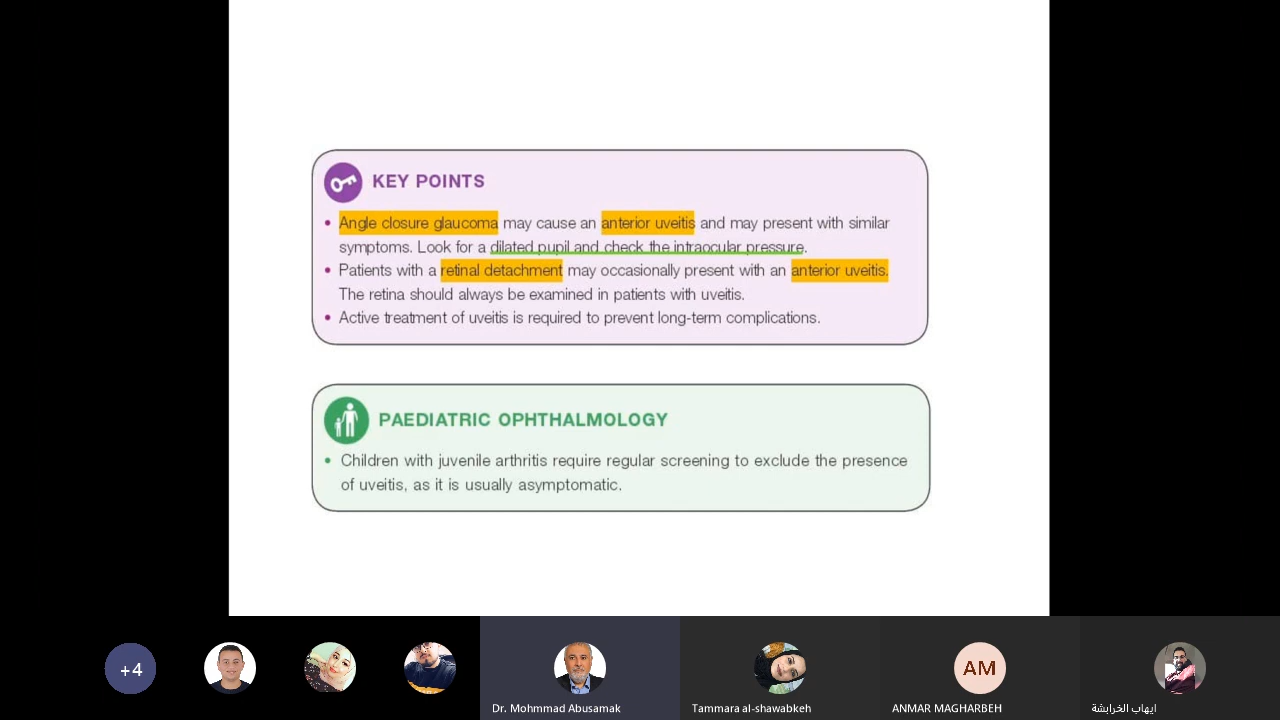 KEY POINTS
• Angle closure glaucoma may cause an anterior uveitis and may present with similar
symptoms. Look for a dilated pupil and check the intraocular pressure.
• Patients with a retinal detachment may occasionally present with an anterior uveitis.
The retina should always be examined in patients with uveitis.
• Active treatment of uveitis is required to prevent long-term complications.
PAEDIATRIC OPHTHALMOLOGY
• Children with juvenile arthritis require regular screening to exclude the presence
of uveitis, as it is usually asymptomatic.
+4
AM
Dr. Mohmmad Abusamak
Tammara al-shawabkeh
ANMAR MAGHARBEH
ايهاب الخرابشة